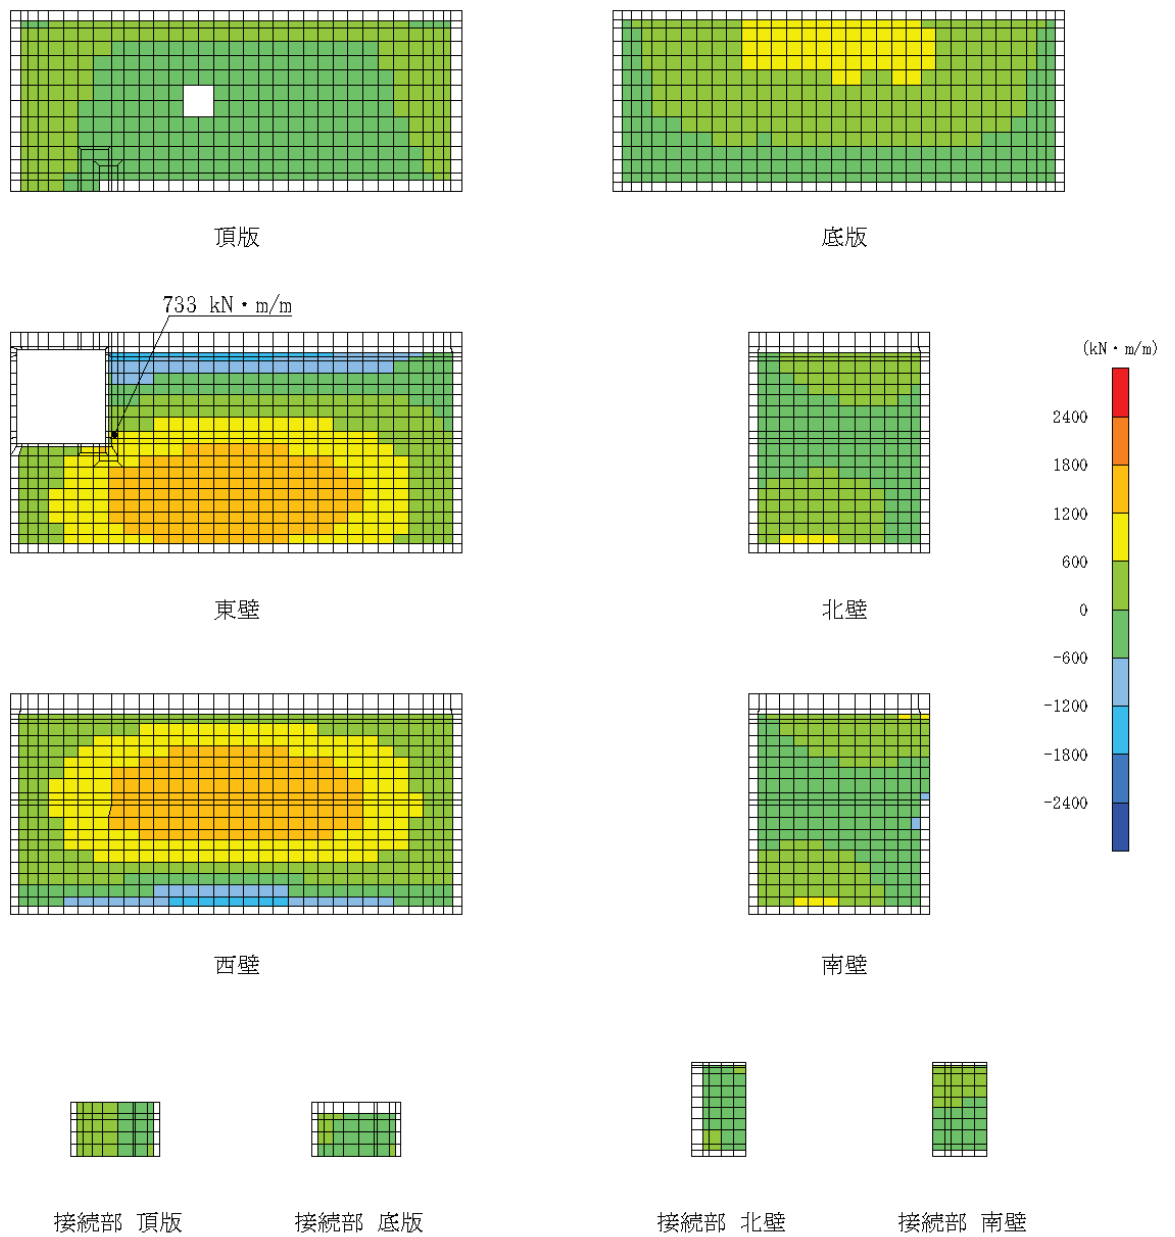 頂版
底版
733 kN・m/m
東壁
北壁
(kN・m/m)
2400
1800
1200
600
0
-600
-1200
-1800
-2400
西壁
南壁
接続部 頂版
接続部 底版
接続部 北壁
接続部 南壁